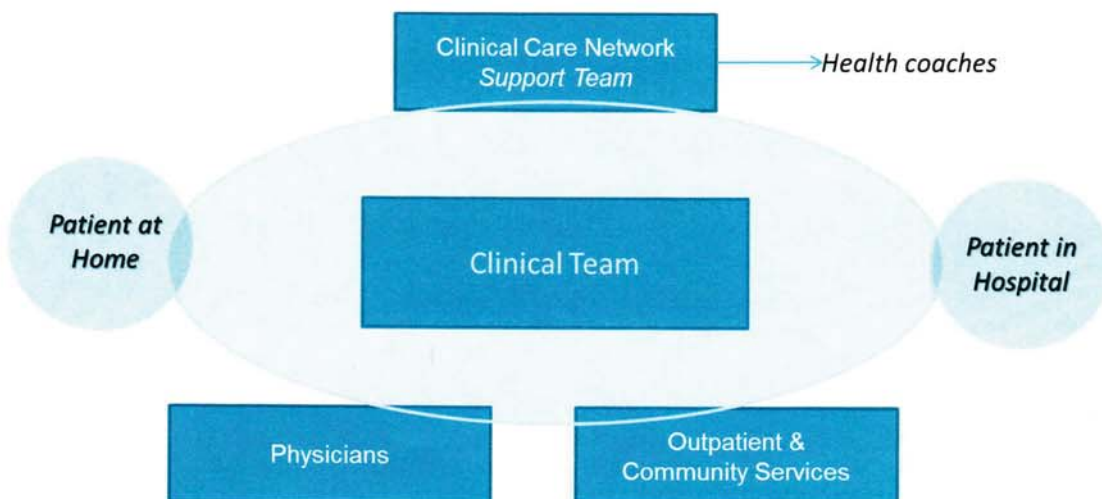 Clinical Care Network
Support Team
Health coaches
Patient at
Home
Clinical Team
Patient in
Hospital
Physicians
Outpatient &
Community Services